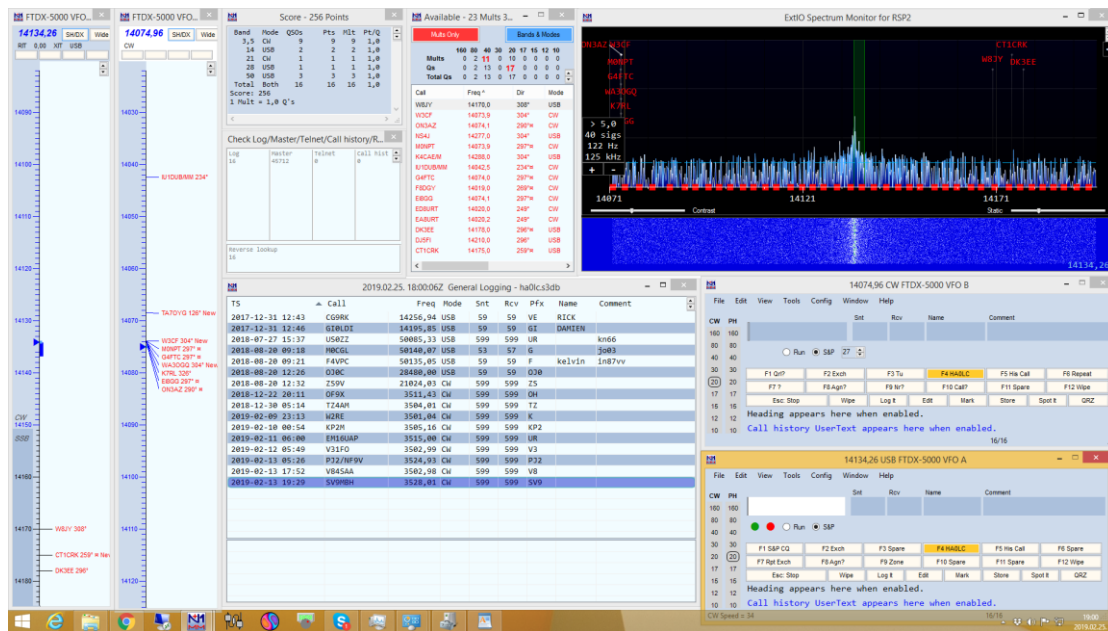 FTDX-5000 VFO...
14134,26 SH/DX Wide
RIT 0,00 XIT USB
14090
14100
14110
14120
14130
14140
CW
14150
SSB
14160
14170
W8JY 308°
CT1CRK 259° = Nev
DK3EE 296°
14180
FTDX-5000 VFO...
14074,96 SH/DX Wide
CW
14030
14040
IU1DUB/MM 234°
14050
14060
TA7OYG 126° New
W3CF 304° New
M0NPT 297° =
G4FTC 297° =
WA3OGQ 304° New
K7RL 326°
EI8GG 297° =
ON3AZ 290° =
14090
14100
14110
14120
Score - 256 Points
Band Mode QSOs Pts Mlt Pt/Q
3,5 CW 9 9 9 1,0
14 USB 2 2 2 1,0
21 CW 1 1 1 1,0
28 USB 1 1 1 1,0
50 USB 3 3 3 1,0
Total Both 16 16 16 1,0
Score: 256
1 Mult = 1,0 Q's
Check Log/Master/Telnet/Call history/R...
Log Master Telnet Call hist
16 45712 0 0
Reverse lookup
16
Available - 23 Mults 3...
Mults Only Bands & Modes
160 80 40 30 20 17 15 12 10
Mults 0 2 11 0 10 0 0 0 0
Qs 0 2 13 0 17 0 0 0 0
Total Qs 0 2 13 0 17 0 0 0 0
Call Freq ^ Dir Mode
W8JY 14170,0 308° USB
W3CF 14073,9 304° CW
ON3AZ 14074,1 290°= CW
N54J 14277,0 304° USB
M0NPT 14073,9 297°= CW
K4CAE/M 14288,0 304° USB
IU1DUB/MM 14042,5 234°= CW
G4FTC 14074,0 297°= CW
F8DGY 14019,0 269°= CW
EI8GG 14074,1 297°= CW
ED8URT 14020,0 249° CW
EA8URT 14020,2 249° CW
DK3EE 14178,0 296°= USB
DJ5FI 14210,0 296° USB
CT1CRK 14175,0 259°= USB
ExtIO Spectrum Monitor for RSP2
ON3AZ W3CF
M0NPT
G4FTC
WA3OGQ
K7RL
GG
CT1CRK
W8JY DK3EE
> 5,0
40 sigs
122 Hz
125 kHz
+ -
14071 14121 14171
Contrast Static
14134,26
2019.02.25. 18:00:06Z General Logging - ha0lc.s3db
TS Call Freq Mode Snt Rcv Pfx Name Comment
2017-12-31 12:43 CG9RK 14256,94 USB 59 59 VE RICK
2017-12-31 12:46 GI0LDI 14195,85 USB 59 59 GI DAMIEN
2018-07-27 15:37 US0ZZ 50085,33 USB 599 599 UR kn66
2018-08-20 09:18 M0CGL 50140,07 USB 53 57 G jo03
2018-08-20 09:21 F4VPC 50135,05 USB 59 59 F kelvin in87vv
2018-08-20 12:26 OJ0C 28480,00 USB 59 59 OJ0
2018-08-20 12:32 ZS9V 21024,03 CW 599 599 ZS
2018-12-22 20:11 OF9X 3511,43 CW 599 599 OH
2018-12-30 05:14 TZ4AM 3504,01 CW 599 599 TZ
2019-02-09 23:13 W2RE 3501,04 CW 599 599 K
2019-02-10 00:54 KP2M 3505,16 CW 599 599 KP2
2019-02-11 06:00 EM16UAP 3515,00 CW 599 599 UR
2019-02-12 05:49 V31FO 3502,99 CW 599 599 V3
2019-02-13 05:26 PJ2/NF9V 3524,93 CW 599 599 PJ2
2019-02-13 17:52 V84SAA 3502,98 CW 599 599 V8
2019-02-13 19:29 SV9MBH 3528,01 CW 599 599 SV9
14074,96 CW FTDX-5000 VFO B
File Edit View Tools Config Window Help
CW PH Snt Rcv Name Comment
160 160
80 80
40 40 Run S&P 27
30 30
20 20
17 17
15 15
12 12
10 10
F1 Qrl? F2 Exch F3 Tu F4 HA0LC F5 His Call F6 Repeat
F7 ? F8 Agn? F9 Nr? F10 Call? F11 Spare F12 Wipe
Esc: Stop Wipe Log It Edit Mark Store Spot It QRZ
Heading appears here when enabled.
Call history UserText appears here when enabled.
16/16
14134,26 USB FTDX-5000 VFO A
File Edit View Tools Config Window Help
CW PH Snt Rcv Name Comment
160 160
80 80
40 40 Run S&P
30 30
20 20
17 17
15 15
12 12
10 10
F1 S&P CQ F2 Exch F3 Spare F4 HA0LC F5 His Call F6 Spare
F7 Rpt Exch F8 Agn? F9 Zone F10 Spare F11 Spare F12 Wipe
Esc: Stop Wipe Log It Edit Mark Store Spot It QRZ
Heading appears here when enabled.
Call history UserText appears here when enabled.
CW Speed = 34 16/16
19:00
2019.02.25.